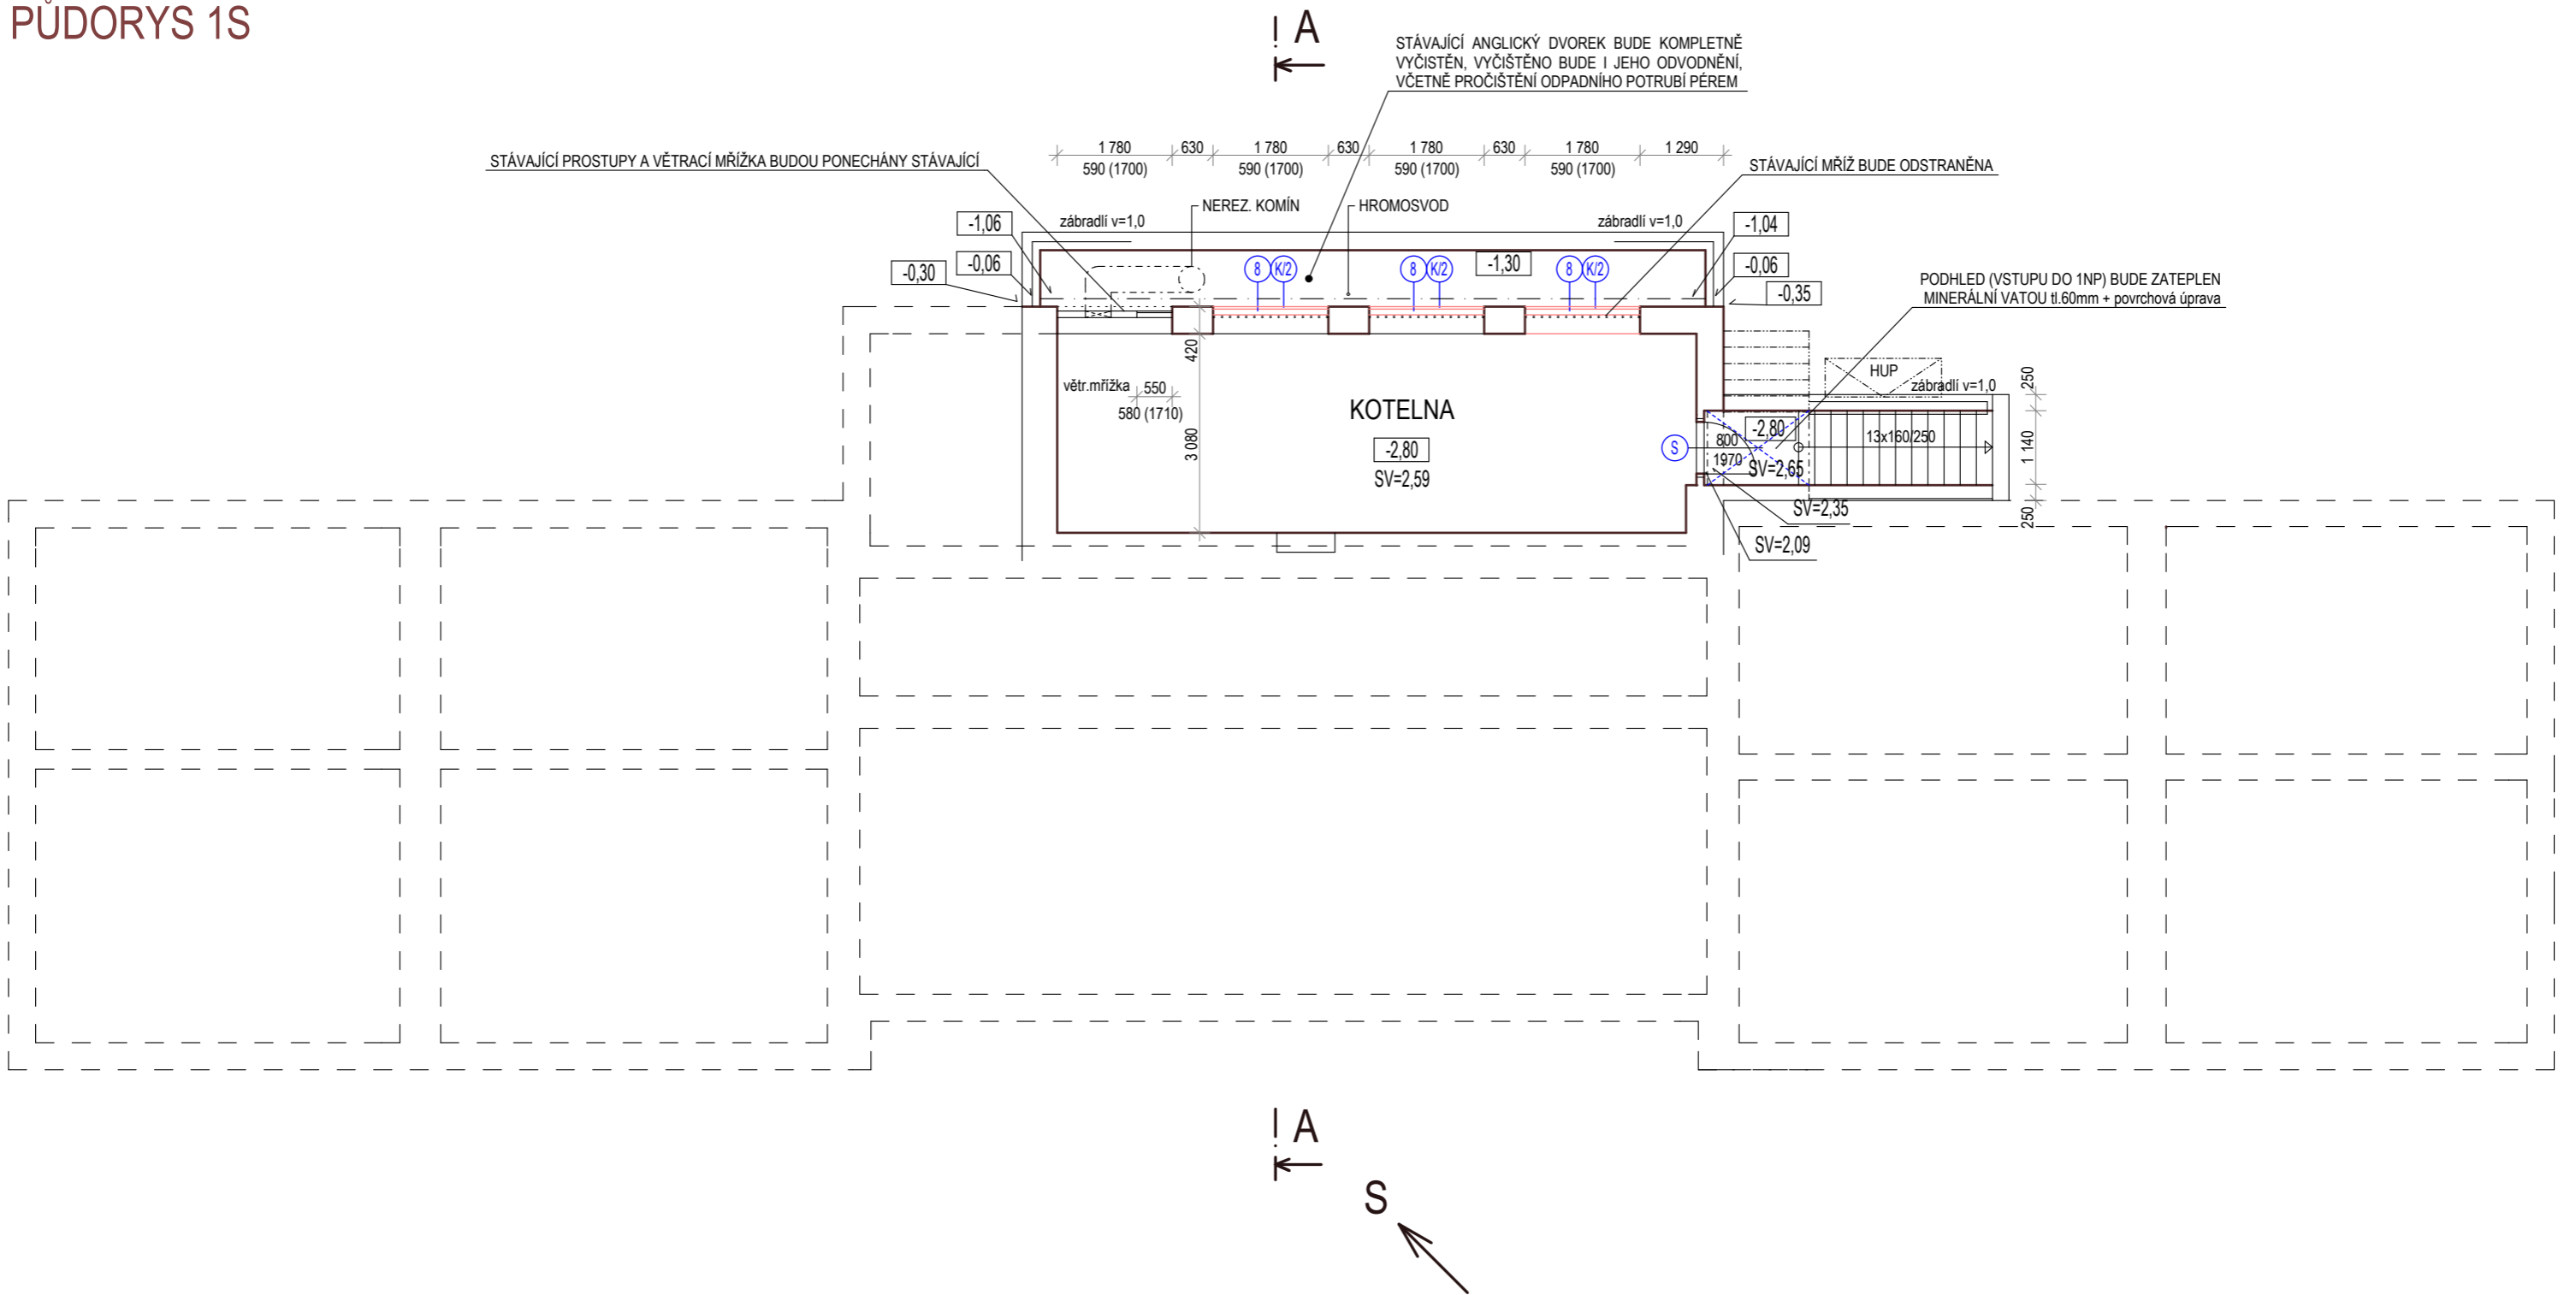 PŮDORYS 1S
A
STÁVAJÍCÍ ANGLICKÝ DVOREK BUDE KOMPLETNĚ
VYČISTĚN, VYČIŠTĚNO BUDE I JEHO ODVODNĚNÍ,
VČETNĚ PROČIŠTĚNÍ ODPADNÍHO POTRUBÍ PÉREM
1 780 630 1 780 630 1 780 630 1 780 1 290
590 (1700) 590 (1700) 590 (1700) 590 (1700)
STÁVAJÍCÍ PROSTUPY A VĚTRACÍ MŘÍŽKA BUDOU PONECHÁNY STÁVAJÍCÍ
STÁVAJÍCÍ MŘÍŽ BUDE ODSTRANĚNA
NEREZ. KOMÍN
HROMOSVOD
-1,06
zábradlí v=1,0
zábradlí v=1,0
-1,04
-0,30
-0,06
8 K/2
8 K/2
-1,30
8 K/2
-0,06
-0,35
PODHLED (VSTUPU DO 1NP) BUDE ZATEPLEN
MINERÁLNÍ VATOU tl.60mm + povrchová úprava
420
větr.mřížka 550
580 (1710)
3 080
KOTELNA
-2,80
SV=2,59
HUP
zábradlí v=1,0
250
S
800
1970
-2,80
SV=2,65
13x160/250
1 140
SV=2,35
250
SV=2,09
A
S